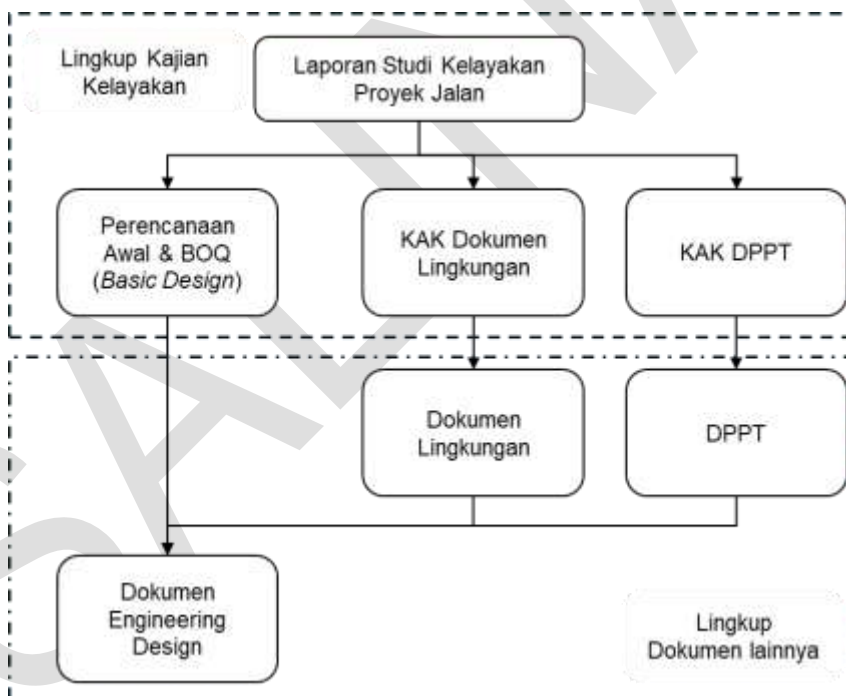 Lingkup Kajian
Kelayakan
Laporan Studi Kelayakan
Proyek Jalan
Perencanaan
Awal & BOQ
(Basic Design)
KAK Dokumen
Lingkungan
KAK DPPT
Dokumen
Lingkungan
DPPT
Dokumen
Engineering
Design
Lingkup
Dokumen lainnya